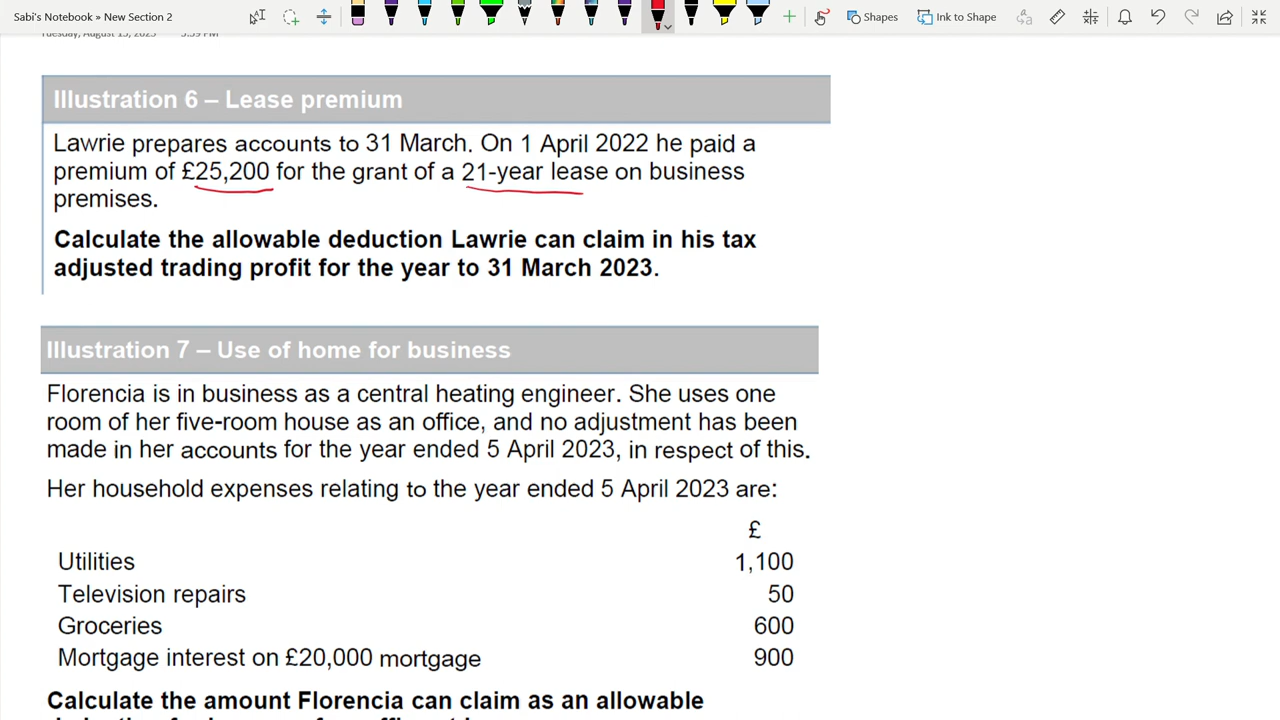 Sabi's Notebook » New Section 2
Shapes
Ink to Shape
Illustration 6 – Lease premium
Lawrie prepares accounts to 31 March. On 1 April 2022 he paid a
premium of £25,200 for the grant of a 21-year lease on business
premises.
Calculate the allowable deduction Lawrie can claim in his tax
adjusted trading profit for the year to 31 March 2023.
Illustration 7 – Use of home for business
Florencia is in business as a central heating engineer. She uses one
room of her five-room house as an office, and no adjustment has been
made in her accounts for the year ended 5 April 2023, in respect of this.
Her household expenses relating to the year ended 5 April 2023 are:
£
Utilities 1,100
Television repairs 50
Groceries 600
Mortgage interest on £20,000 mortgage 900
Calculate the amount Florencia can claim as an allowable